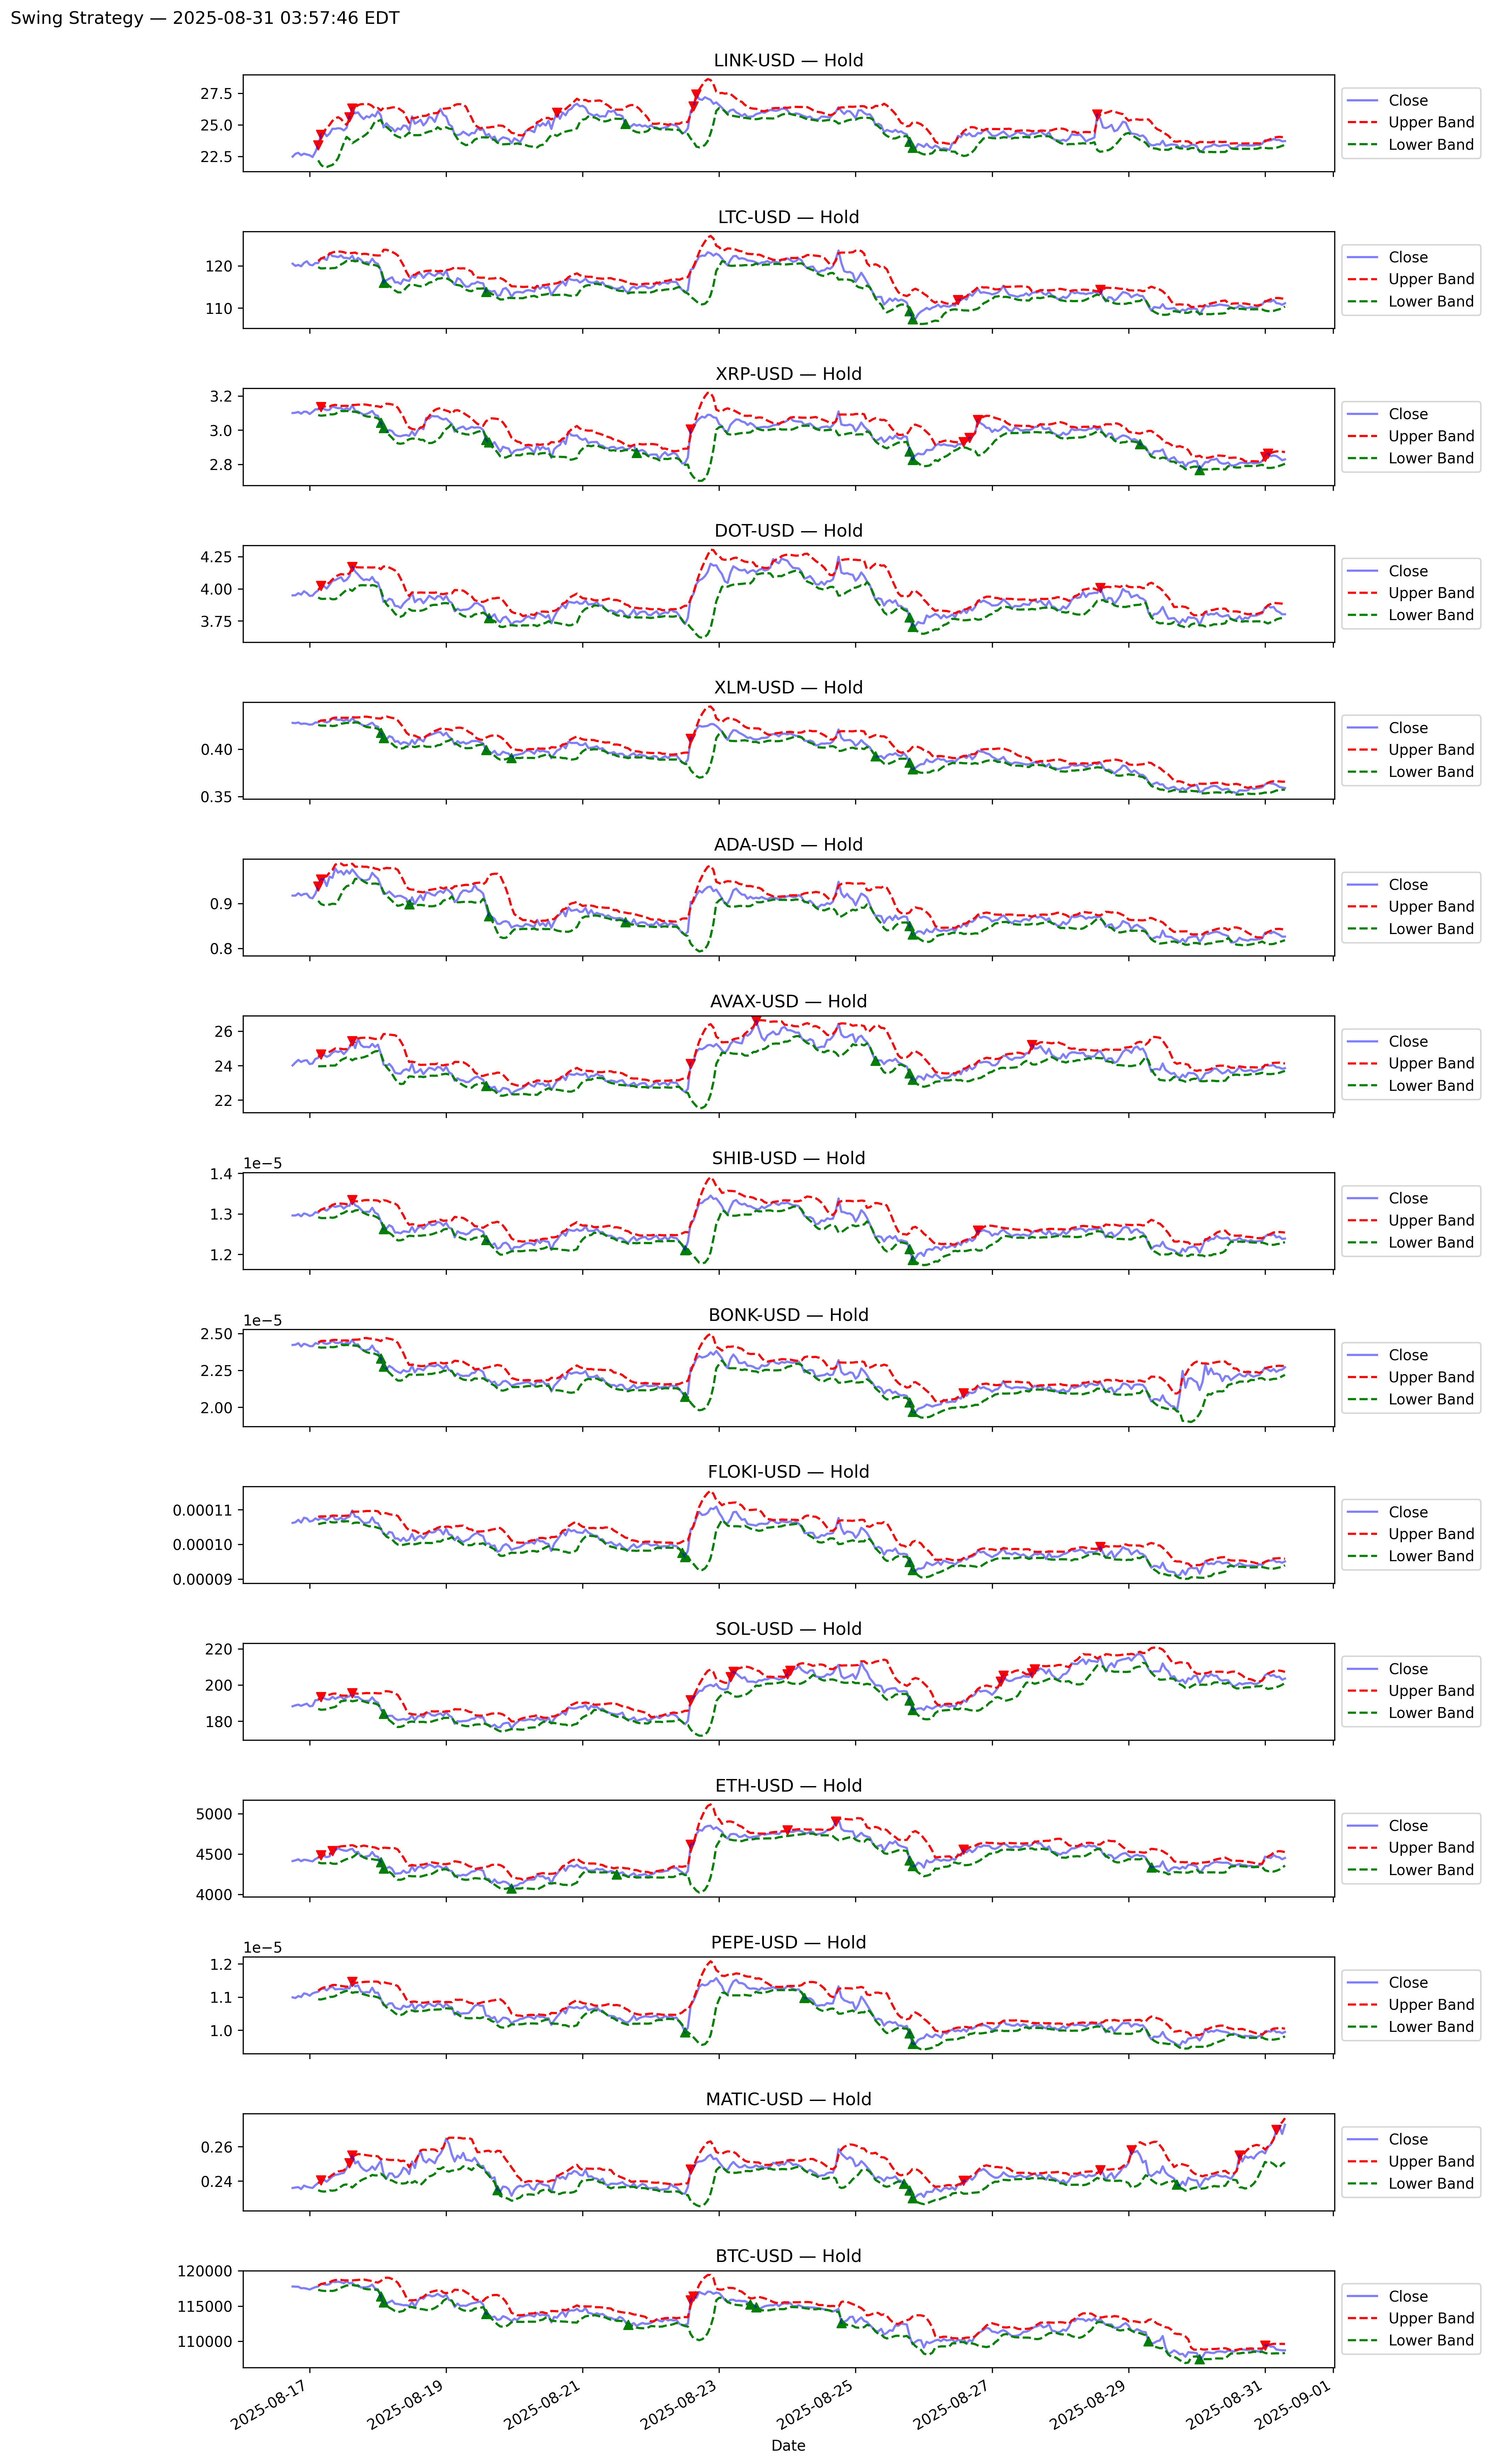 Swing Strategy — 2025-08-31 03:57:46 EDT
LINK-USD — Hold
27.5
25.0
22.5
Close
Upper Band
Lower Band
LTC-USD — Hold
120
110
Close
Upper Band
Lower Band
XRP-USD — Hold
3.2
3.0
2.8
Close
Upper Band
Lower Band
DOT-USD — Hold
4.25
4.00
3.75
Close
Upper Band
Lower Band
XLM-USD — Hold
0.40
0.35
Close
Upper Band
Lower Band
ADA-USD — Hold
0.9
0.8
Close
Upper Band
Lower Band
AVAX-USD — Hold
26
24
22
Close
Upper Band
Lower Band
SHIB-USD — Hold
1e−5
1.4
1.3
1.2
Close
Upper Band
Lower Band
BONK-USD — Hold
1e−5
2.50
2.25
2.00
Close
Upper Band
Lower Band
FLOKI-USD — Hold
0.00011
0.00010
0.00009
Close
Upper Band
Lower Band
SOL-USD — Hold
220
200
180
Close
Upper Band
Lower Band
ETH-USD — Hold
5000
4500
4000
Close
Upper Band
Lower Band
PEPE-USD — Hold
1e−5
1.2
1.1
1.0
Close
Upper Band
Lower Band
MATIC-USD — Hold
0.26
0.24
Close
Upper Band
Lower Band
BTC-USD — Hold
120000
115000
110000
Close
Upper Band
Lower Band
2025-08-17
2025-08-19
2025-08-21
2025-08-23
2025-08-25
2025-08-27
2025-08-29
2025-08-31
2025-09-01
Date